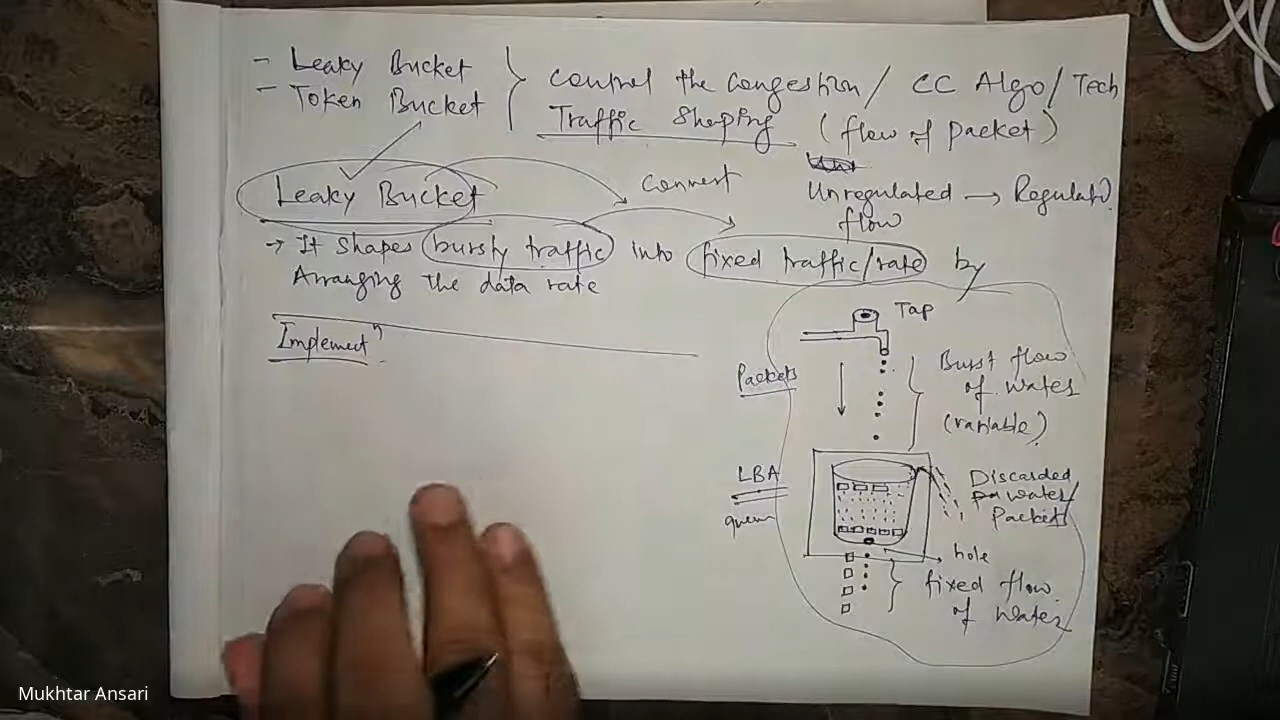 - Leaky Bucket
- Token Bucket
Control the Congestion / CC Algo / Tech
Traffic Shaping (flow of packet)
Leaky Bucket
Convert
Unregulated → Regulat
flow
→ It shapes bursty traffic into fixed traffic/rate by
Arranging the data rate
Implement
Tap
Packets
Burst flow
of water
(variable)
LBA
Discarded
water/
Packets
hole
fixed flow
of water
Mukhtar Ansari